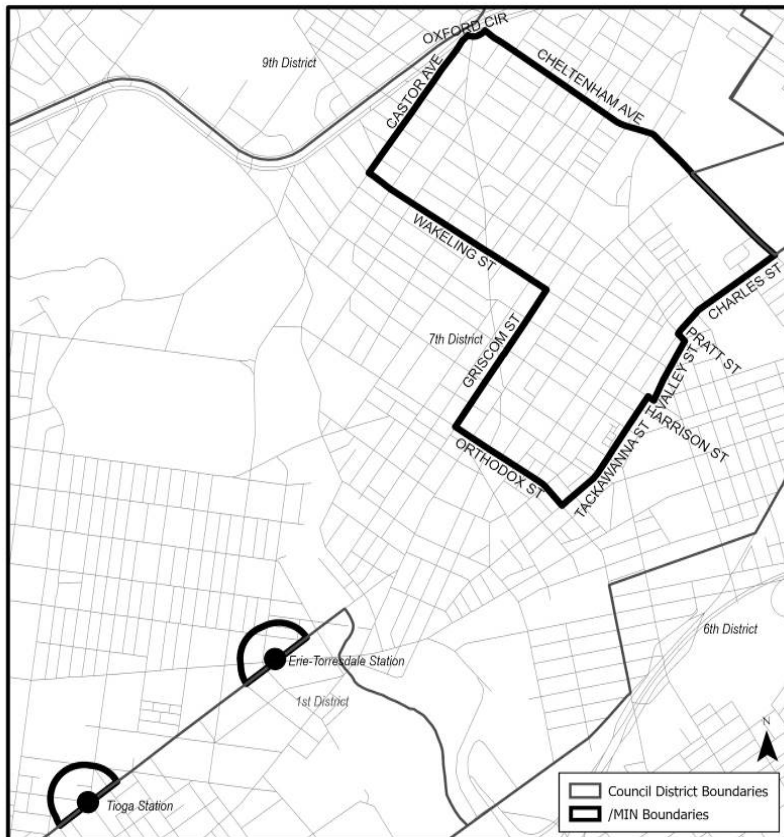 OXFORD CIR
9th District
CASTOR AVE
CHELTENHAM AVE
WAKELING ST
CHARLES ST
7th District
GRISCOM ST
PRATT ST
VALLEY ST
HARRISON ST
TACKAWANNA ST
ORTHODOX ST
6th District
Erie-Torresdale Station
1st District
N
Tioga Station
Council District Boundaries
/MIN Boundaries